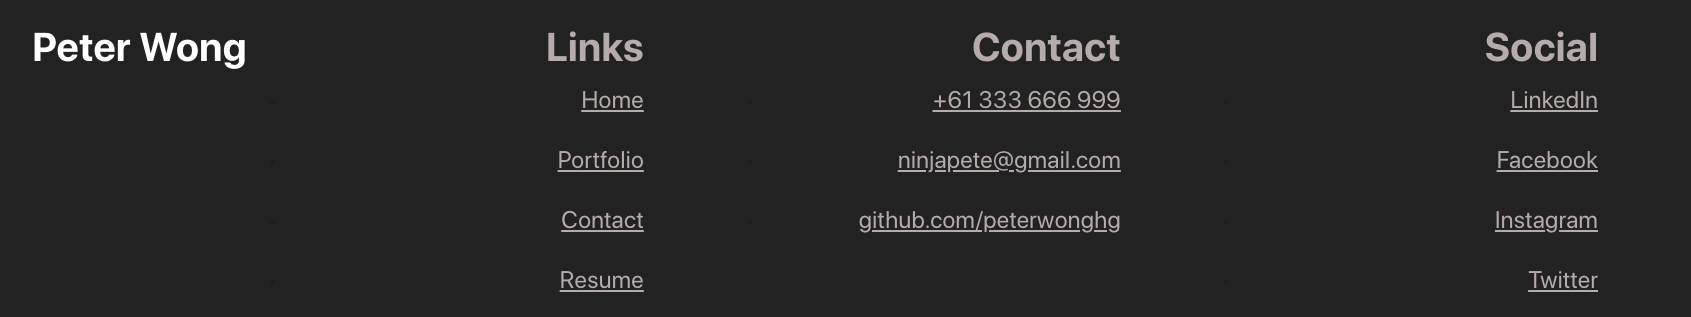 Peter Wong
Links
Home
Portfolio
Contact
Resume
Contact
+61 333 666 999
ninjapete@gmail.com
github.com/peterwonghg
Social
LinkedIn
Facebook
Instagram
Twitter